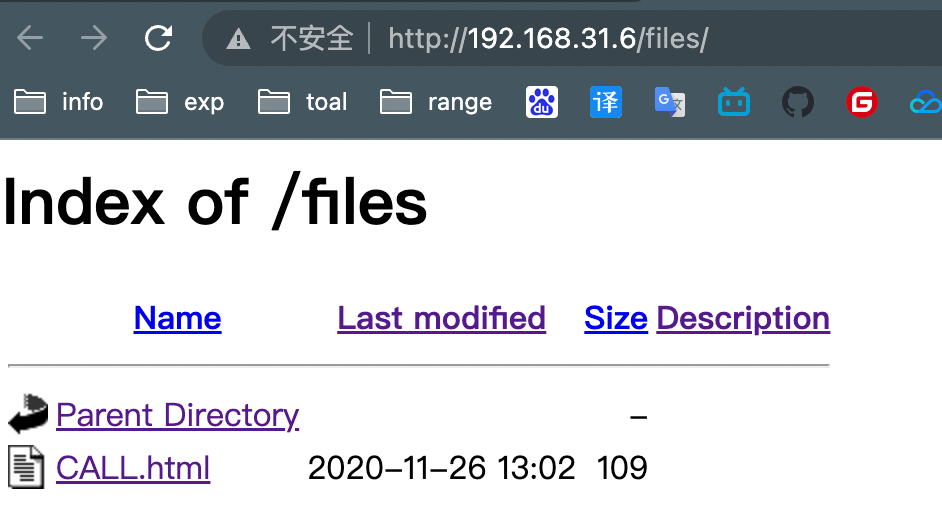 不安全 http://192.168.31.6/files/
info exp toal range du 译 G 文 G
Index of /files
Name Last modified Size Description
Parent Directory –
CALL.html 2020–11–26 13:02 109